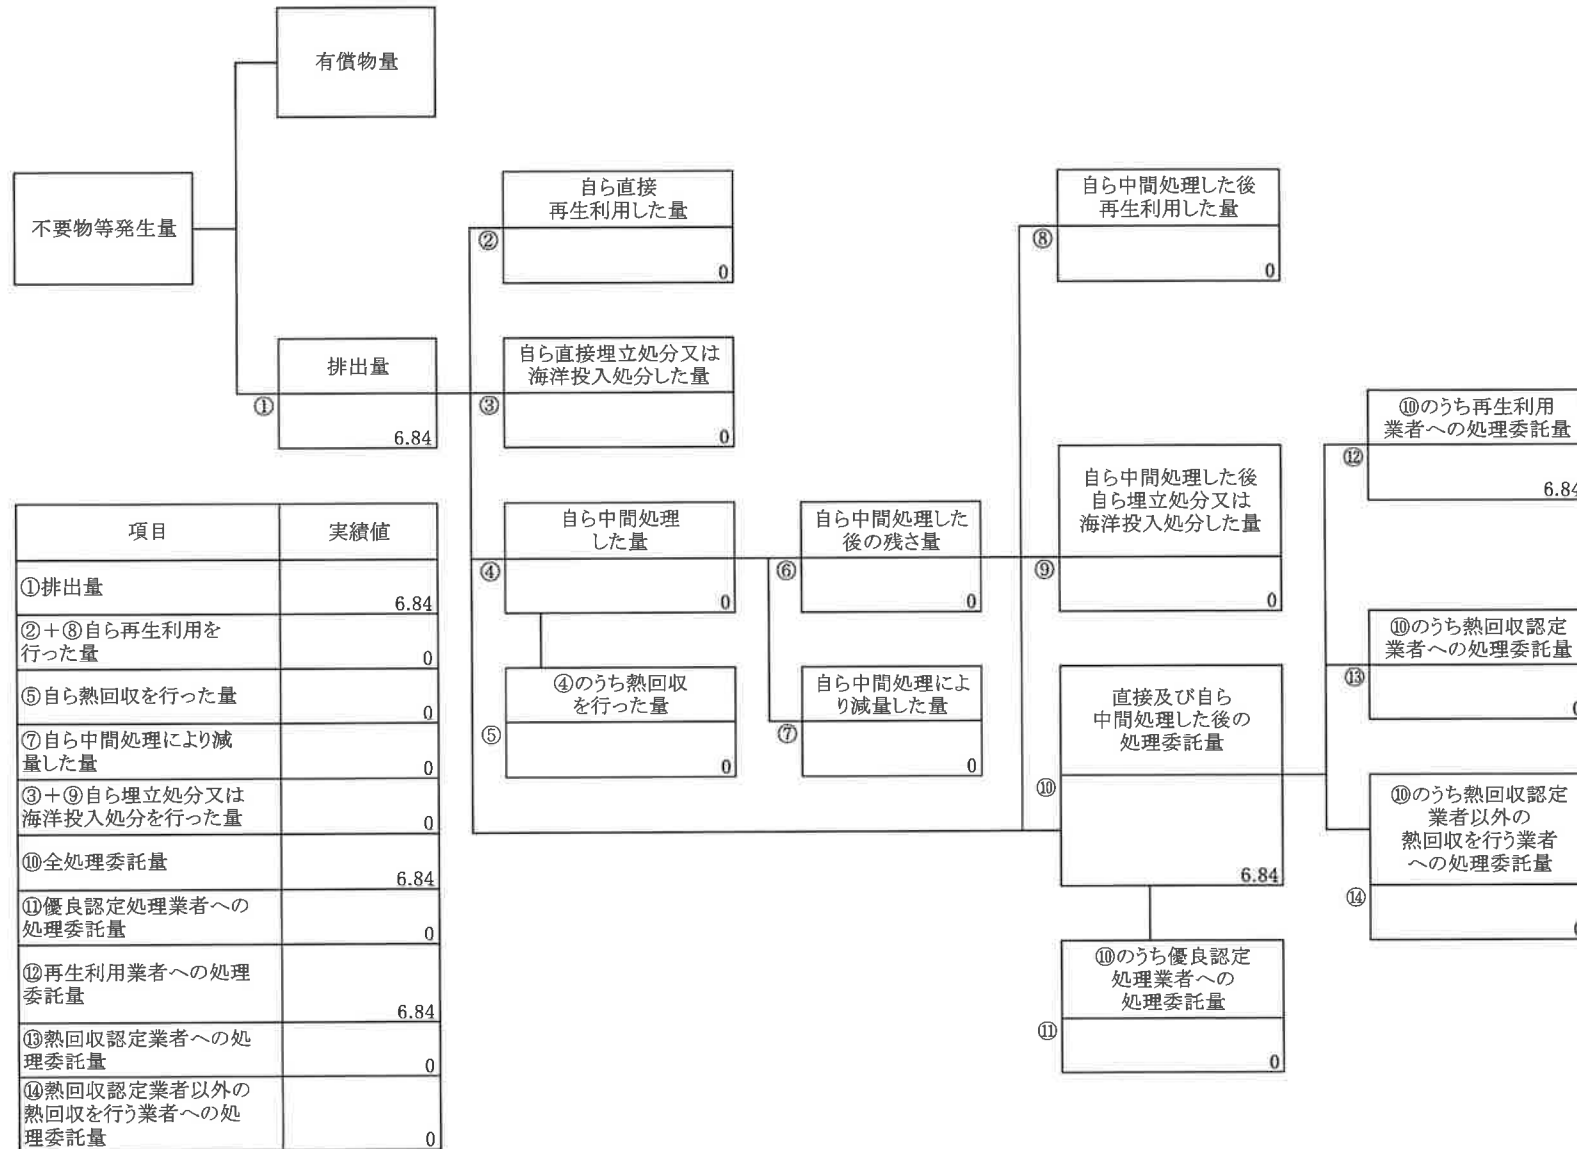 有償物量
不要物等発生量
自ら直接
再生利用した量
②
0
自ら中間処理した後
再生利用した量
⑧
0
排出量
①
6.84
自ら直接埋立処分又は
海洋投入処分した量
③
0
⑩のうち再生利用
業者への処理委託量
⑫
6.84
自ら中間処理
した量
④
0
自ら中間処理した
後の残さ量
⑥
0
自ら中間処理した後
自ら埋立処分又は
海洋投入処分した量
⑨
0
⑩のうち熱回収認定
業者への処理委託量
⑬
0
④のうち熱回収
を行った量
⑤
0
自ら中間処理によ
り減量した量
⑦
0
直接及び自ら
中間処理した後の
処理委託量
⑩
6.84
⑩のうち熱回収認定
業者以外の
熱回収を行う業者
への処理委託量
⑭
⑩のうち優良認定
処理業者への
処理委託量
⑪
0
項目 実績値
①排出量
6.84
②+⑧自ら再生利用を
行った量
0
⑤自ら熱回収を行った量
0
⑦自ら中間処理により減
量した量
0
③+⑨自ら埋立処分又は
海洋投入処分を行った量
0
⑩全処理委託量
6.84
⑪優良認定処理業者への
処理委託量
0
⑫再生利用業者への処理
委託量
6.84
⑬熱回収認定業者への処
理委託量
0
⑭熱回収認定業者以外の
熱回収を行う業者への処
理委託量
0